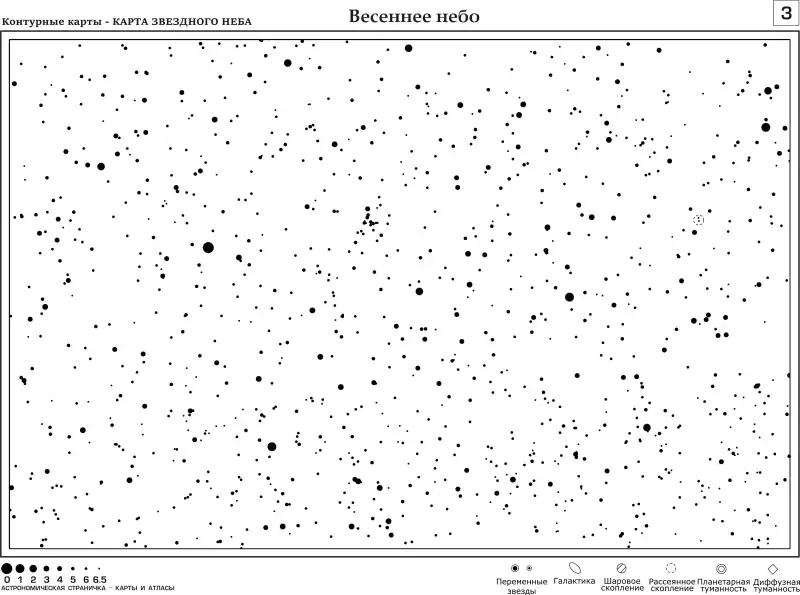 Контурные карты - КАРТА ЗВЕЗДНОГО НЕБА
Весеннее небо
3
0 1 2 3 4 5 6 6.5
АСТРОНОМИЧЕСКАЯ СТРАНИЧКА - КАРТЫ И АТЛАСЫ
Переменные
звезды
Галактика
Шаровое
скопление
Рассеянное
скопление
Планетарная
туманность
Диффузная
туманность